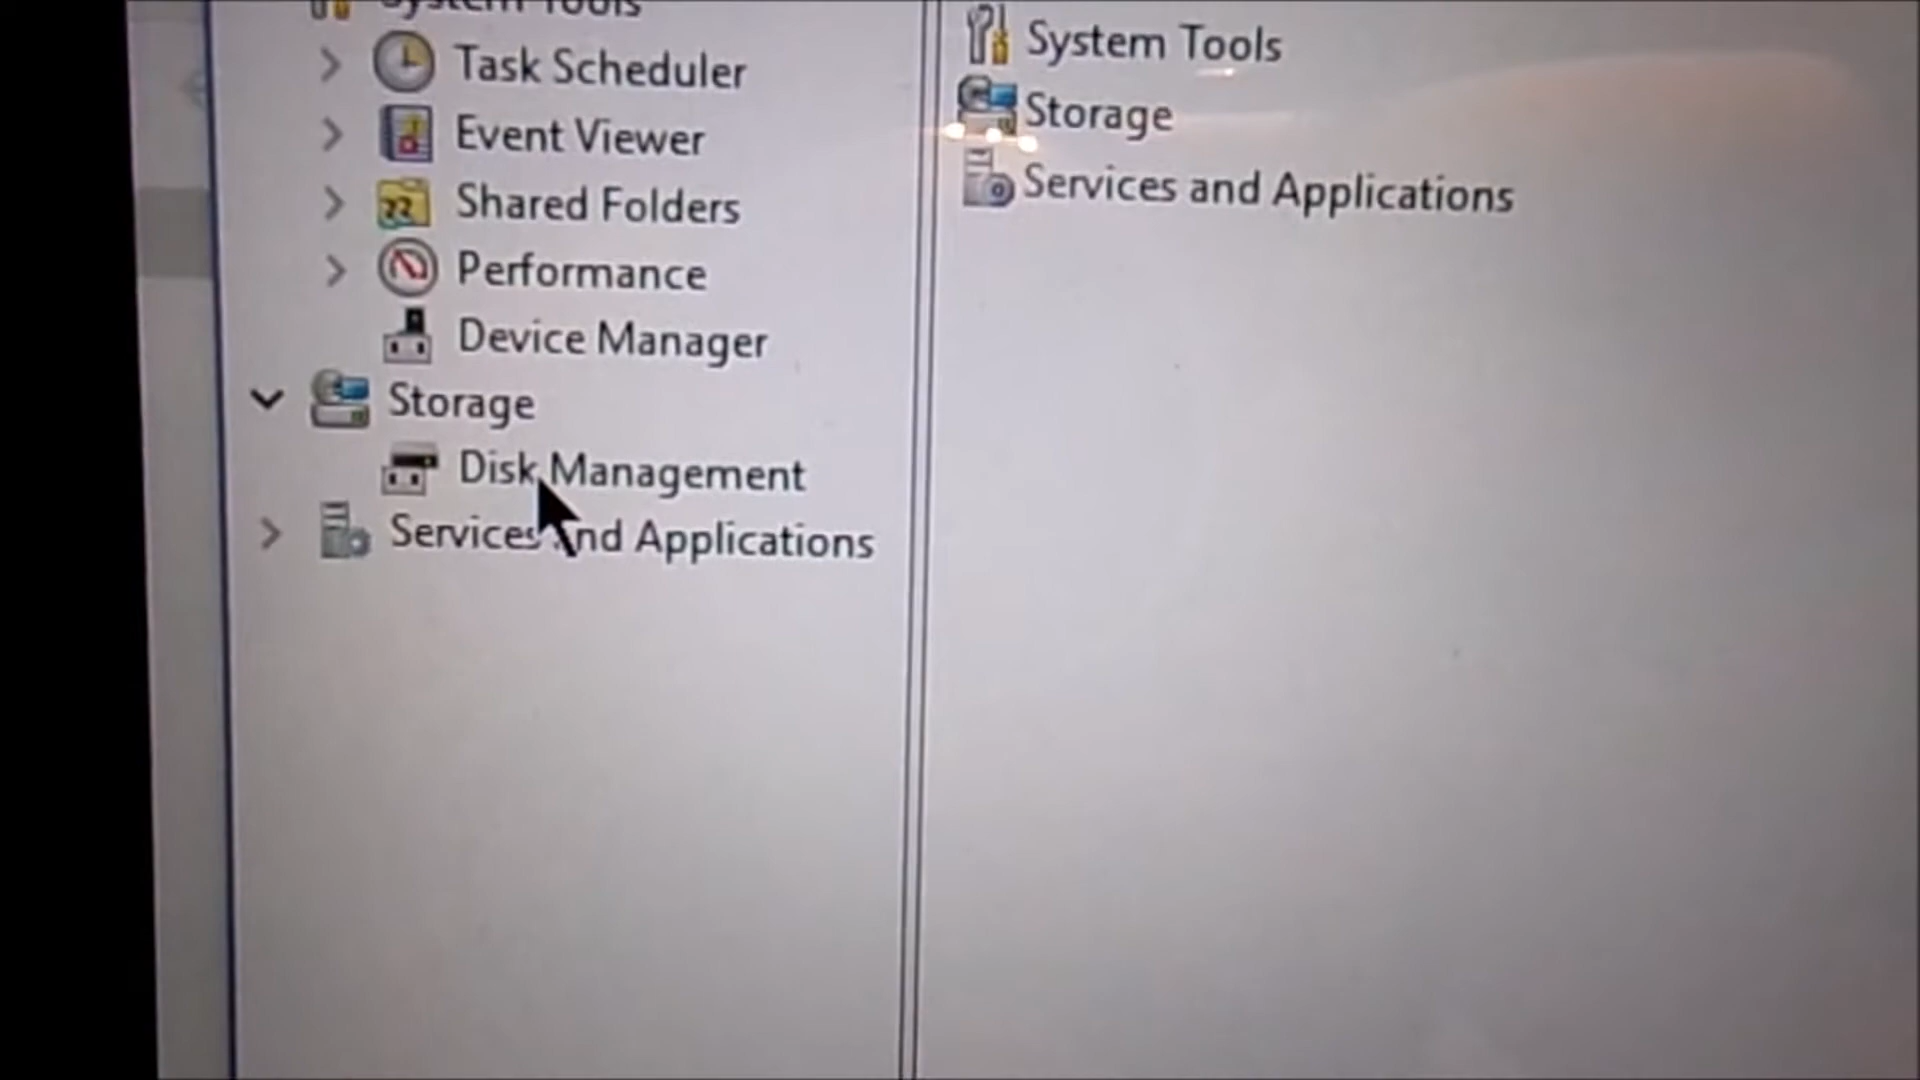 System Tools
Task Scheduler
Event Viewer
Shared Folders
Performance
Device Manager
Storage
Disk Management
Services and Applications
System Tools
Storage
Services and Applications